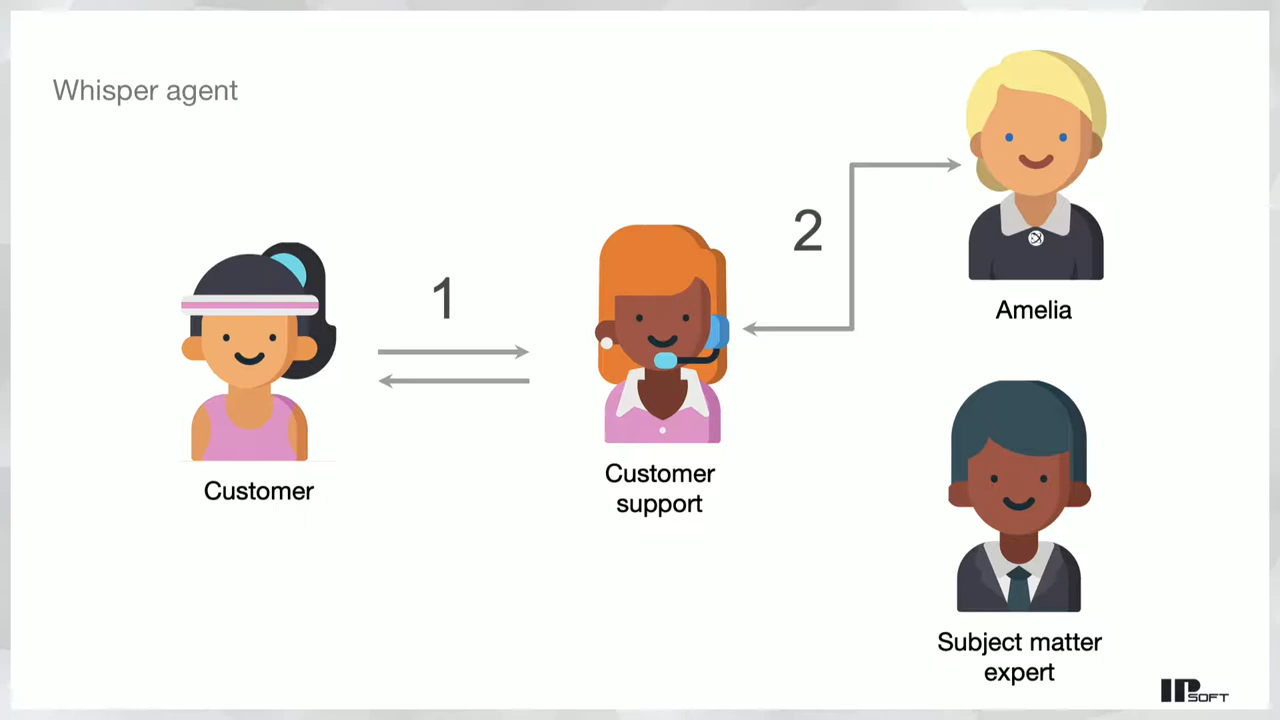 Whisper agent
1
2
Amelia
Customer
Customer
support
Subject matter
expert
IPSOFT